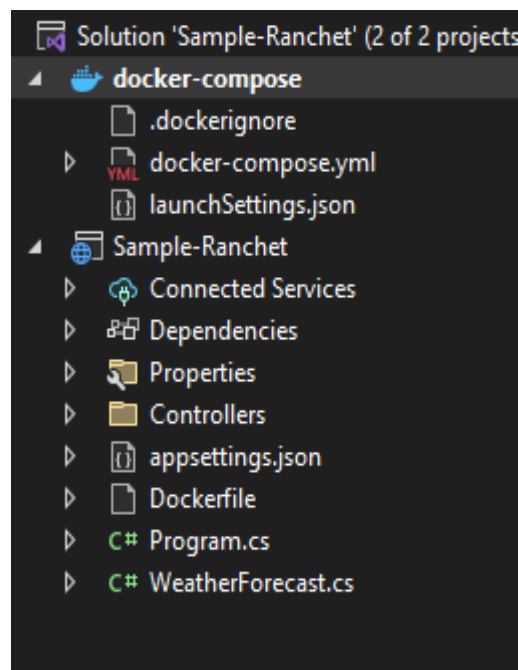 Solution 'Sample-Ranchet' (2 of 2 projects
docker-compose
.dockerignore
YML docker-compose.yml
launchSettings.json
Sample-Ranchet
Connected Services
Dependencies
Properties
Controllers
appsettings.json
Dockerfile
C# Program.cs
C# WeatherForecast.cs